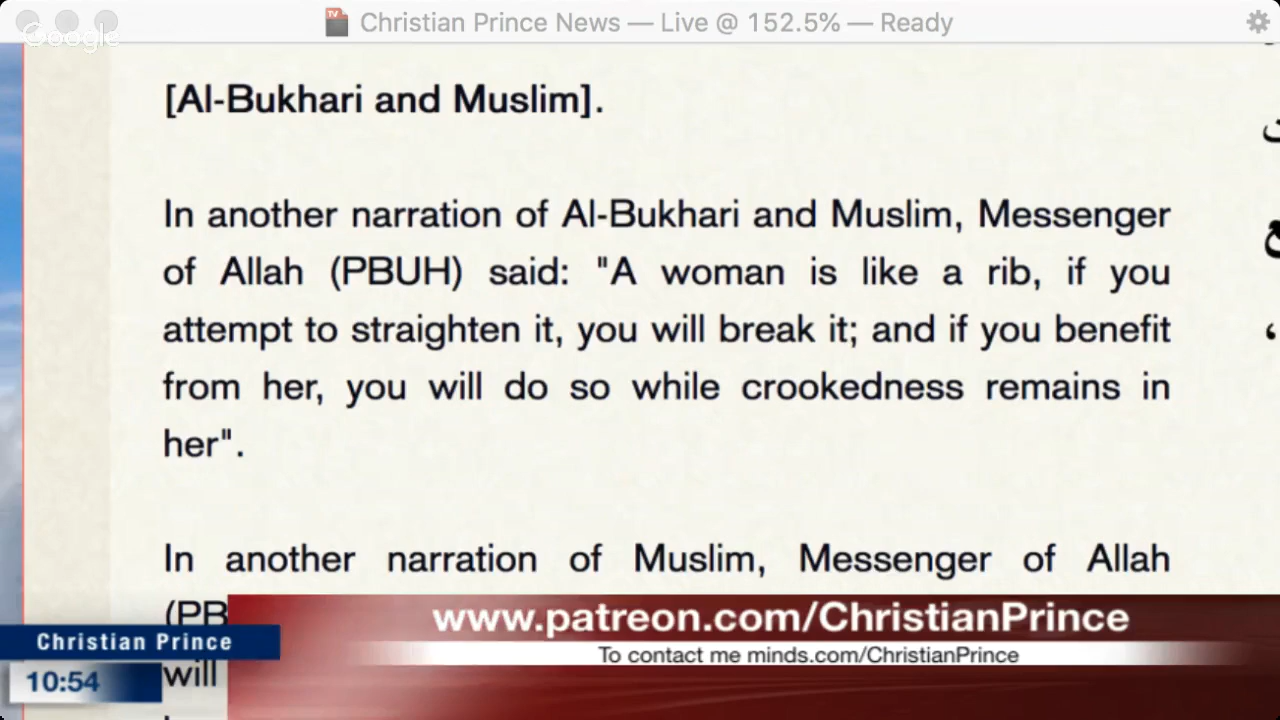 Christian Prince News — Live @ 152.5% — Ready
Google
[Al-Bukhari and Muslim].
In another narration of Al-Bukhari and Muslim, Messenger
of Allah (PBUH) said: "A woman is like a rib, if you
attempt to straighten it, you will break it; and if you benefit
from her, you will do so while crookedness remains in
her".
In another narration of Muslim, Messenger of Allah
(PB
will
www.patreon.com/ChristianPrince
To contact me minds.com/ChristianPrince
Christian Prince
10:54